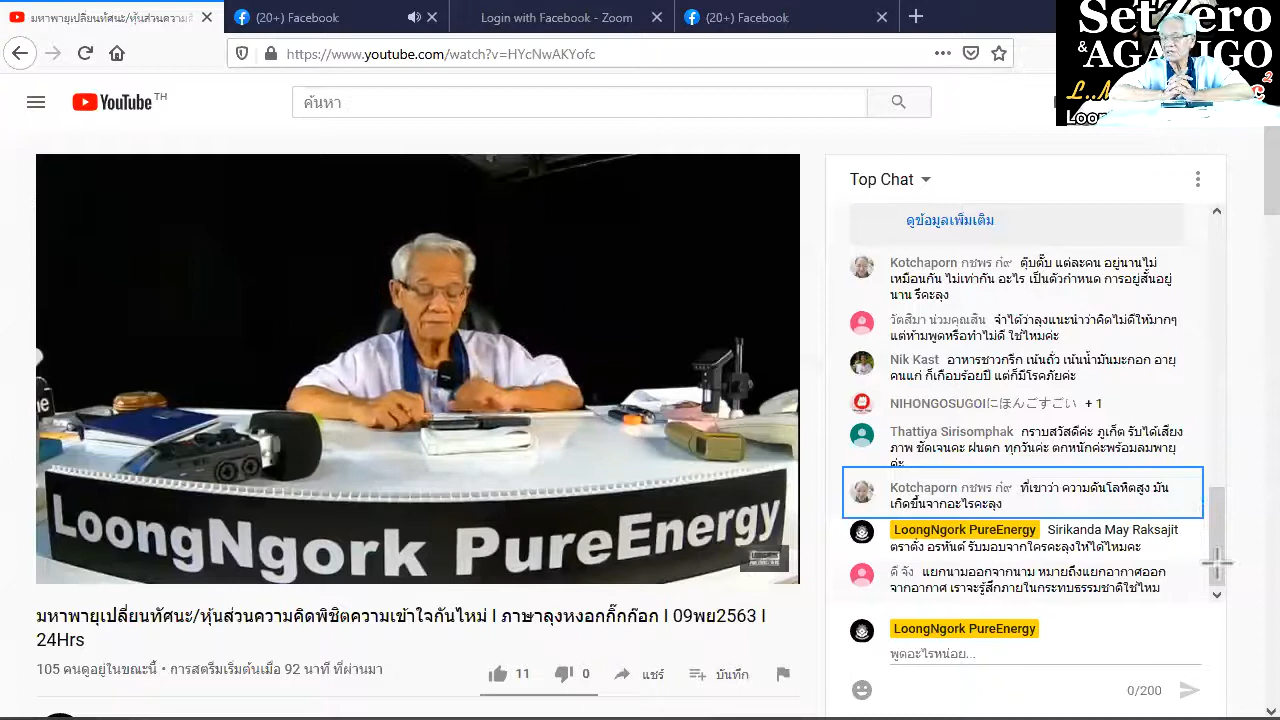 มหาพายุเปลี่ยนทัศนะ/หุ้นส่วนความคิ
(20+) Facebook
Login with Facebook - Zoom
(20+) Facebook
https://www.youtube.com/watch?v=HYcNwAKYofc
SetZero
&AGA
GO
YouTube TH
ค้นหา
Top Chat
ดูข้อมูลเพิ่มเติม
Kotchaporn กชพร ก๋๙ ตุ๊บตั๊บ แต่ละคน อยู่นานไม่
เหมือนกัน ไม่เท่ากัน อะไร เป็นตัวกำหนด การอยู่สั้นอยู่
นาน รึคะลุง
วัตสีมา น่วมคุณสิน จำได้ว่าลุงแนะนำว่าคิดไม่ดีให้มากๆ
แต่ห้ามพูดหรือทำไม่ดี ใช่ไหมค่ะ
Nik Kast อาหารชาวกรีก เน้นถั่ว เน้นน้ำมันมะกอก อายุ
คนแก่ ก็เกือบร้อยปี แต่ก็มีโรคภัยค่ะ
NIHONGOSUGOIにほんごすごい + 1
Thattiya Sirisomphak กราบสวัสดีค่ะ ภูเก็ต รับได้เสียง
ภาพ ชัดเจนคะ ฝนตก ทุกวันค่ะ ตกหนักค่ะพร้อมลมพายุ
ค่ะ
Kotchaporn กชพร ก๋๙ ที่เขาว่า ความดันโลหิตสูง มัน
เกิดขึ้นจากอะไรคะลุง
LoongNgork PureEnergy Sirikanda May Raksajit
ตราตั้ง อรหันต์ รับมอบจากใครคะลุงให้ได้ไหมคะ
ดี จัง แยกนามออกจากนาม หมายถึงแยกอากาศออก
จากอากาศ เราจะรู้สึกภายในกระทบธรรมชาติใช่ไหม
LoongNgork PureEnergy
พูดอะไรหน่อย...
0/200
LoongNgork PureEnergy
มหาพายุเปลี่ยนทัศนะ/หุ้นส่วนความคิดพิชิตความเข้าใจกันไหม่ I ภาษาลุงหงอกกิ๊กก๊อก I 09พย2563 I
24Hrs
105 คนดูอยู่ในขณะนี้ • การสตรีมเริ่มต้นเมื่อ 92 นาที ที่ผ่านมา
11
0
แชร์
บันทึก